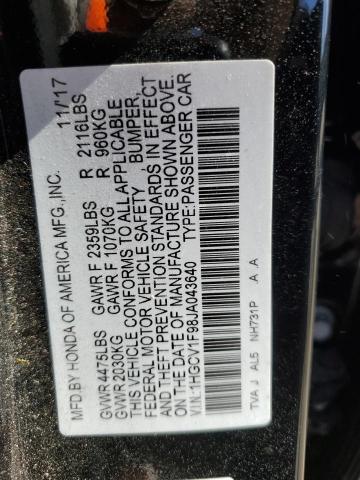 MFD.BY HONDA OF AMERICA MFG.,INC. 11/17
GVWR 4475LBS GAWR F 2359LBS R 2116LBS
GVWR 2030KG GAWR F 1070KG R 960KG
THIS VEHICLE CONFORMS TO ALL APPLICABLE
FEDERAL MOTOR VEHICLE SAFETY BUMPER,
AND THEFT PREVENTION STANDARDS IN EFFECT
ON THE DATE OF MANUFACTURE SHOWN ABOVE.
V.I.N.:1HGCV1F98JA043640 TYPE:PASSENGER CAR
TVA J AL5 NH731P A A